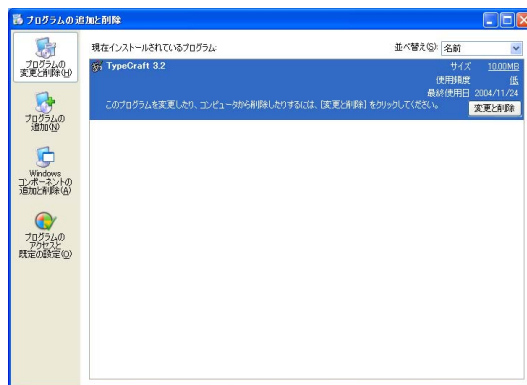 プログラムの追加と削除
プログラムの
変更と削除(H)
プログラムの
追加(N)
Windows
コンポーネントの
追加と削除(A)
プログラムの
アクセスと
既定の設定(O)
現在インストールされているプログラム:
並べ替え(S): 名前
TypeCraft 3.2
サイズ 10.00MB
使用頻度 低
最終使用日 2004/11/24
このプログラムを変更したり、コンピュータから削除したりするには、[変更と削除] をクリックしてください。
変更と削除